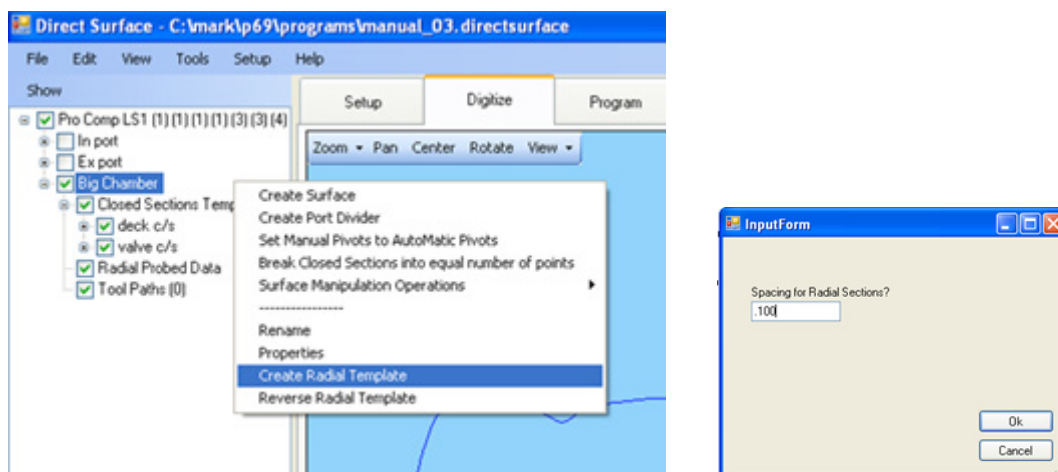 Direct Surface - C:\mark\p69\programs\manual_03.directsurface
File Edit View Tools Setup Help
Show
Setup Digitize Program
Pro Comp LS1 (1) (1) (1) (1) (3) (3) (4)
In port
Ex port
Big Chamber
Closed Sections Temp
deck c/s
valve c/s
Radial Probed Data
Tool Paths (0)
Zoom Pan Center Rotate View
Create Surface
Create Port Divider
Set Manual Pivots to AutoMatic Pivots
Break Closed Sections into equal number of points
Surface Manipulation Operations
-----------------
Rename
Properties
Create Radial Template
Reverse Radial Template
InputForm
Spacing for Radial Sections?
.100
Ok
Cancel